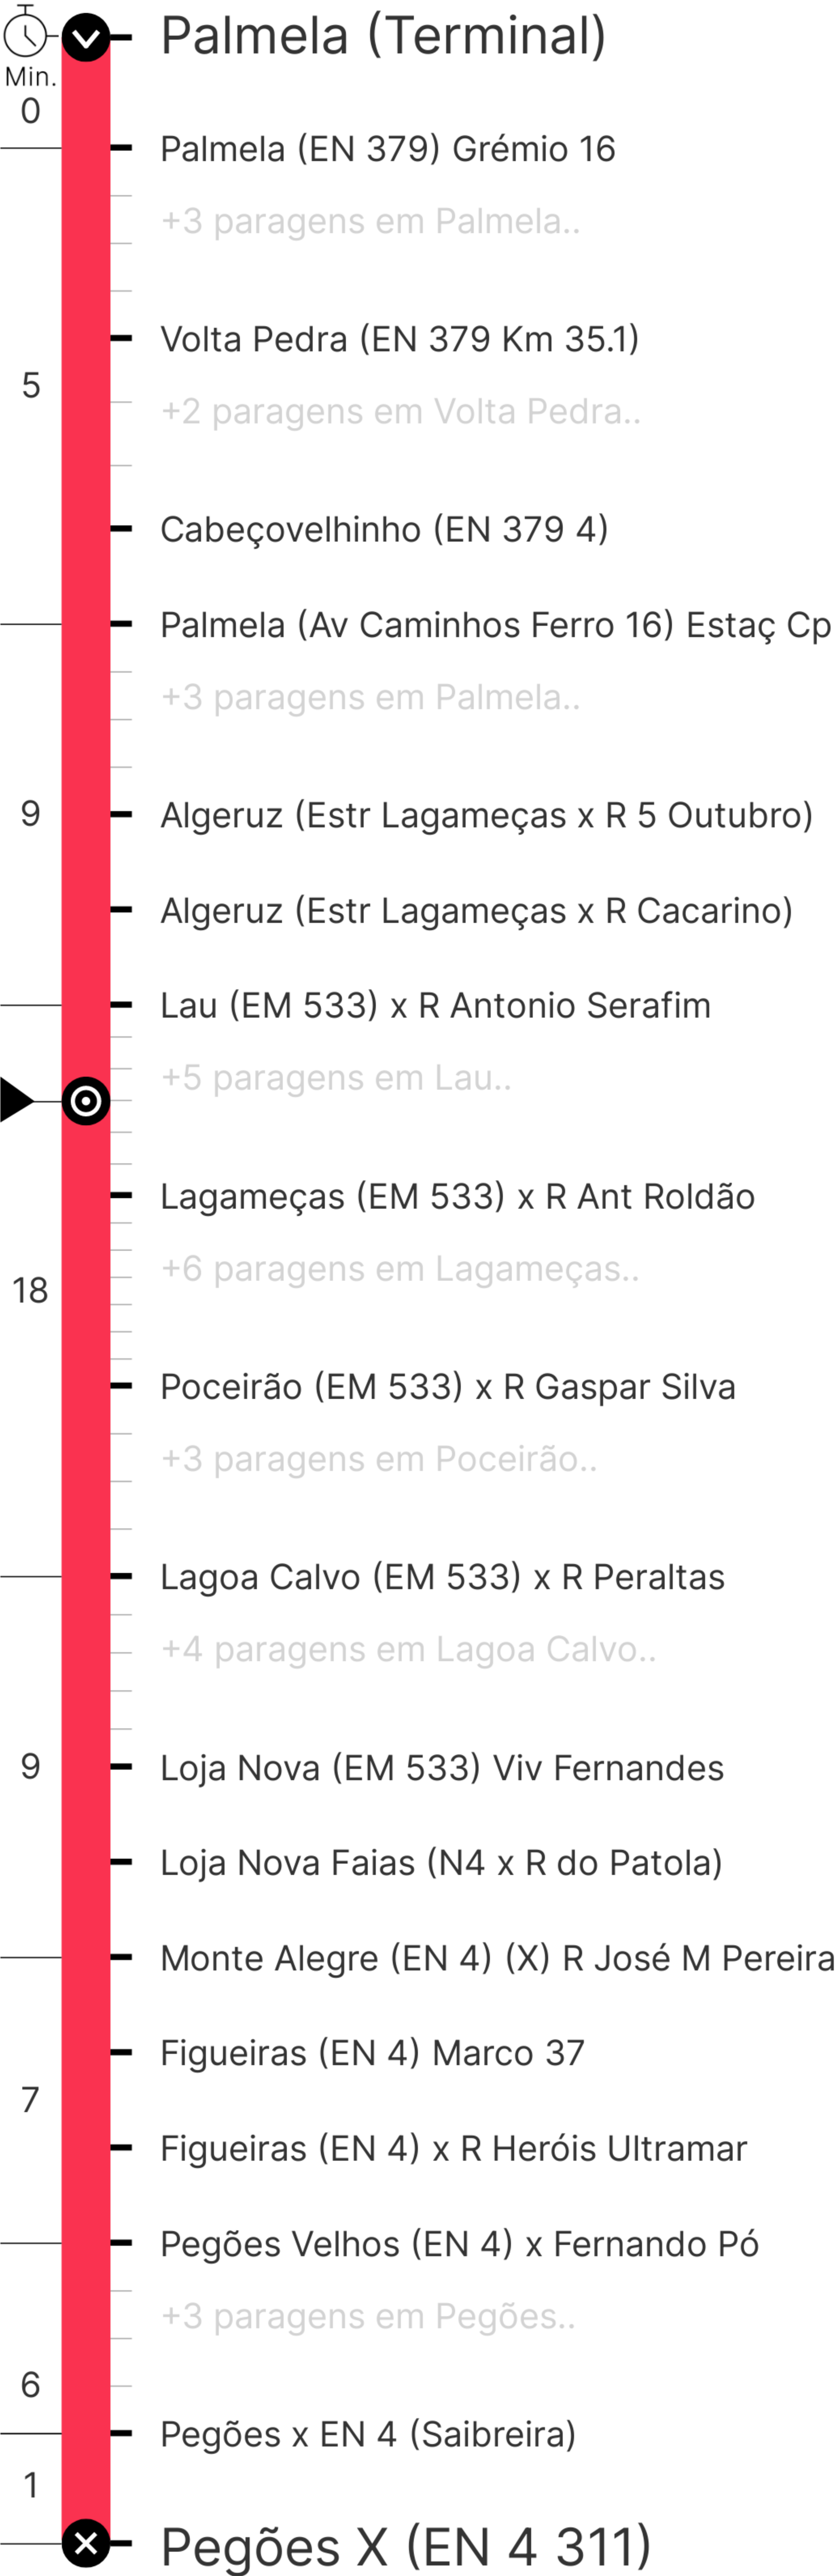 Palmela (Terminal)
Min.
0
Palmela (EN 379) Grémio 16
+3 paragens em Palmela..
Volta Pedra (EN 379 Km 35.1)
5
+2 paragens em Volta Pedra..
Cabeçovelhinho (EN 379 4)
Palmela (Av Caminhos Ferro 16) Estaç Cp
+3 paragens em Palmela..
9
Algeruz (Estr Lagameças x R 5 Outubro)
Algeruz (Estr Lagameças x R Cacarino)
Lau (EM 533) x R Antonio Serafim
+5 paragens em Lau..
Lagameças (EM 533) x R Ant Roldão
+6 paragens em Lagameças..
18
Poceirão (EM 533) x R Gaspar Silva
+3 paragens em Poceirão..
Lagoa Calvo (EM 533) x R Peraltas
+4 paragens em Lagoa Calvo..
9
Loja Nova (EM 533) Viv Fernandes
Loja Nova Faias (N4 x R do Patola)
Monte Alegre (EN 4) (X) R José M Pereira
Figueiras (EN 4) Marco 37
7
Figueiras (EN 4) x R Heróis Ultramar
Pegões Velhos (EN 4) x Fernando Pó
+3 paragens em Pegões..
6
Pegões x EN 4 (Saibreira)
1
Pegões X (EN 4 311)